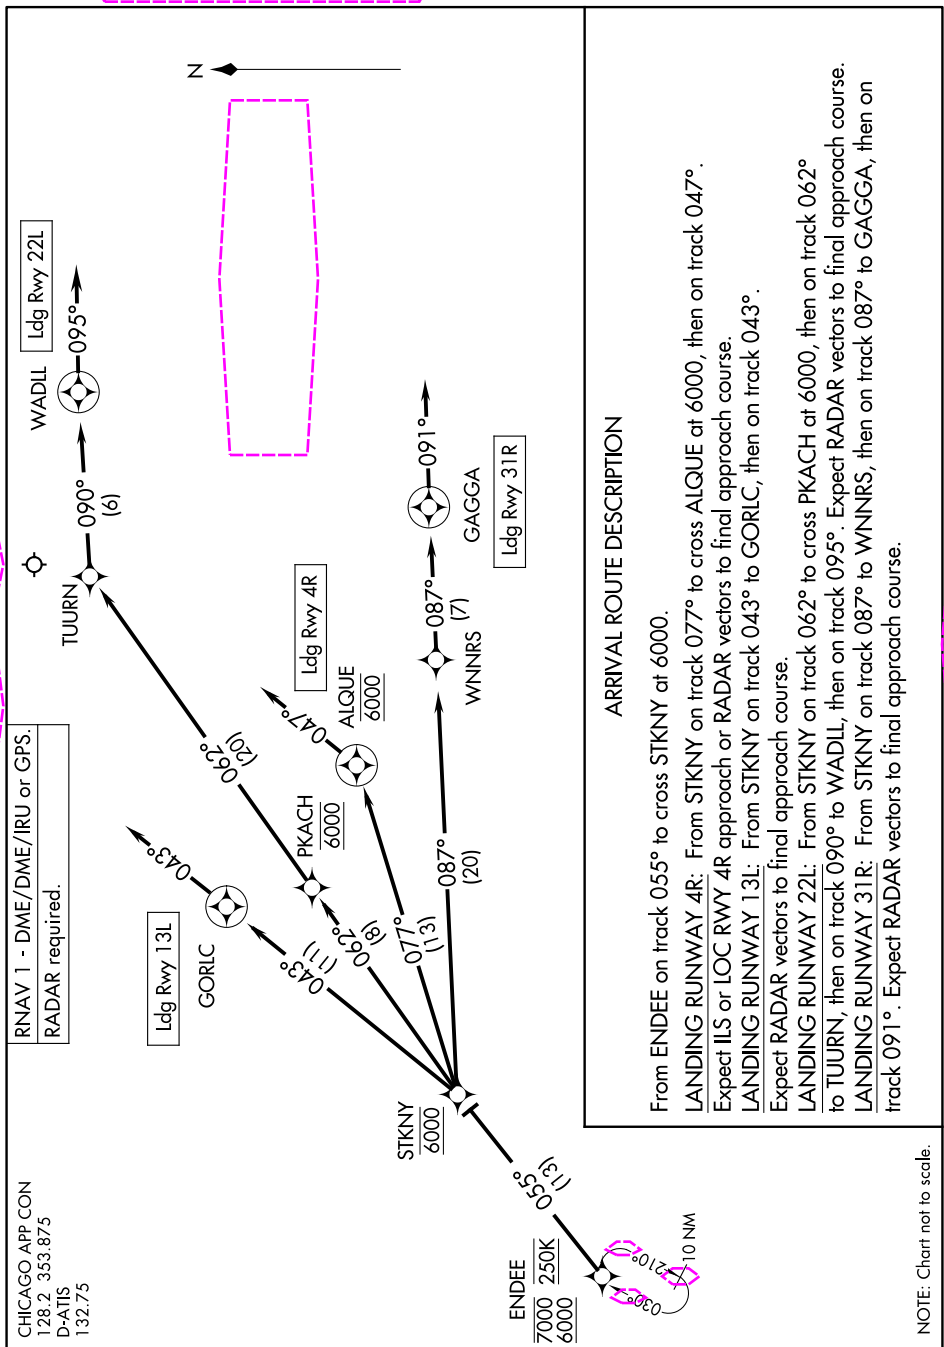 CHICAGO APP CON
128.2 353.875
D-ATIS
132.75
RNAV 1 - DME/DME/IRU or GPS.
RADAR required.
N
WADLL
Ldg Rwy 22L
095°
090°
(6)
TUURN
062°
(20)
Ldg Rwy 13L
GORLC
043°
043°
(11)
PKACH
6000
062°
(8)
Ldg Rwy 4R
ALQUE
6000
047°
077°
(13)
091°
GAGGA
Ldg Rwy 31R
087°
(7)
WNNRS
087°
(20)
STKNY
6000
055°
(13)
ENDEE
7000 250K
6000
210°
030°
10 NM
ARRIVAL ROUTE DESCRIPTION
From ENDEE on track 055° to cross STKNY at 6000.
LANDING RUNWAY 4R: From STKNY on track 077° to cross ALQUE at 6000, then on track 047°.
Expect ILS or LOC RWY 4R approach or RADAR vectors to final approach course.
LANDING RUNWAY 13L: From STKNY on track 043° to GORLC, then on track 043°.
Expect RADAR vectors to final approach course.
LANDING RUNWAY 22L: From STKNY on track 062° to cross PKACH at 6000, then on track 062°
to TUURN, then on track 090° to WADLL, then on track 095°. Expect RADAR vectors to final approach course.
LANDING RUNWAY 31R: From STKNY on track 087° to WNNRS, then on track 087° to GAGGA, then on
track 091°. Expect RADAR vectors to final approach course.
NOTE: Chart not to scale.